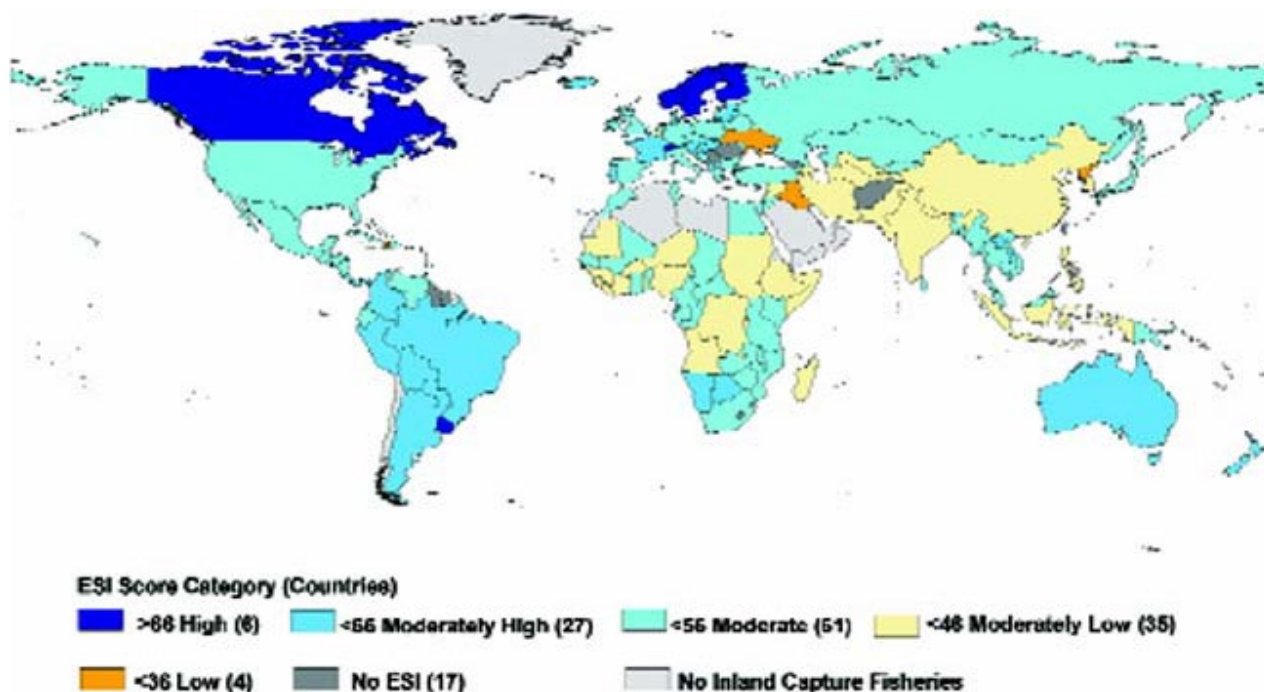 ESI Score Category (Countries)
>66 High (6) <66 Moderately High (27) <56 Moderate (51) <46 Moderately Low (35)
<36 Low (4) No ESI (17) No Inland Capture Fisheries